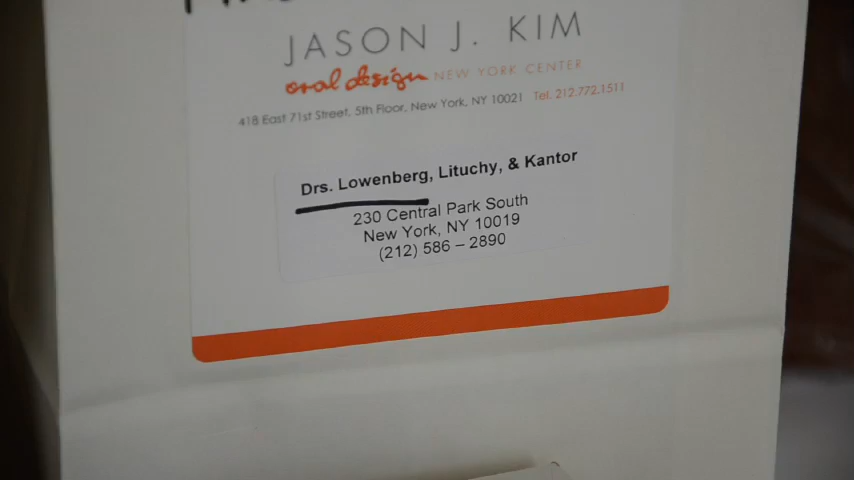 JASON J. KIM
oral design NEW YORK CENTER
418 East 71st Street, 5th Floor, New York, NY 10021 Tel. 212.772.1511
Drs. Lowenberg, Lituchy, & Kantor
230 Central Park South
New York, NY 10019
(212) 586 – 2890